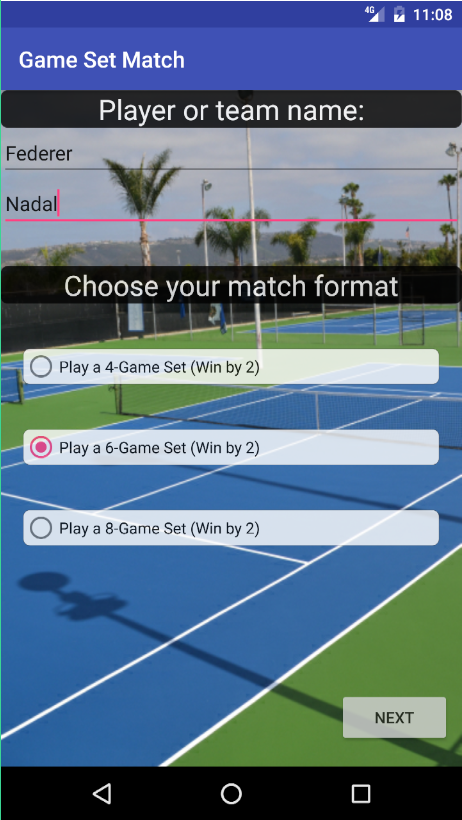 4G 11:08
Game Set Match
Player or team name:
Federer
Nadal
Choose your match format
Play a 4-Game Set (Win by 2)
Play a 6-Game Set (Win by 2)
Play a 8-Game Set (Win by 2)
NEXT